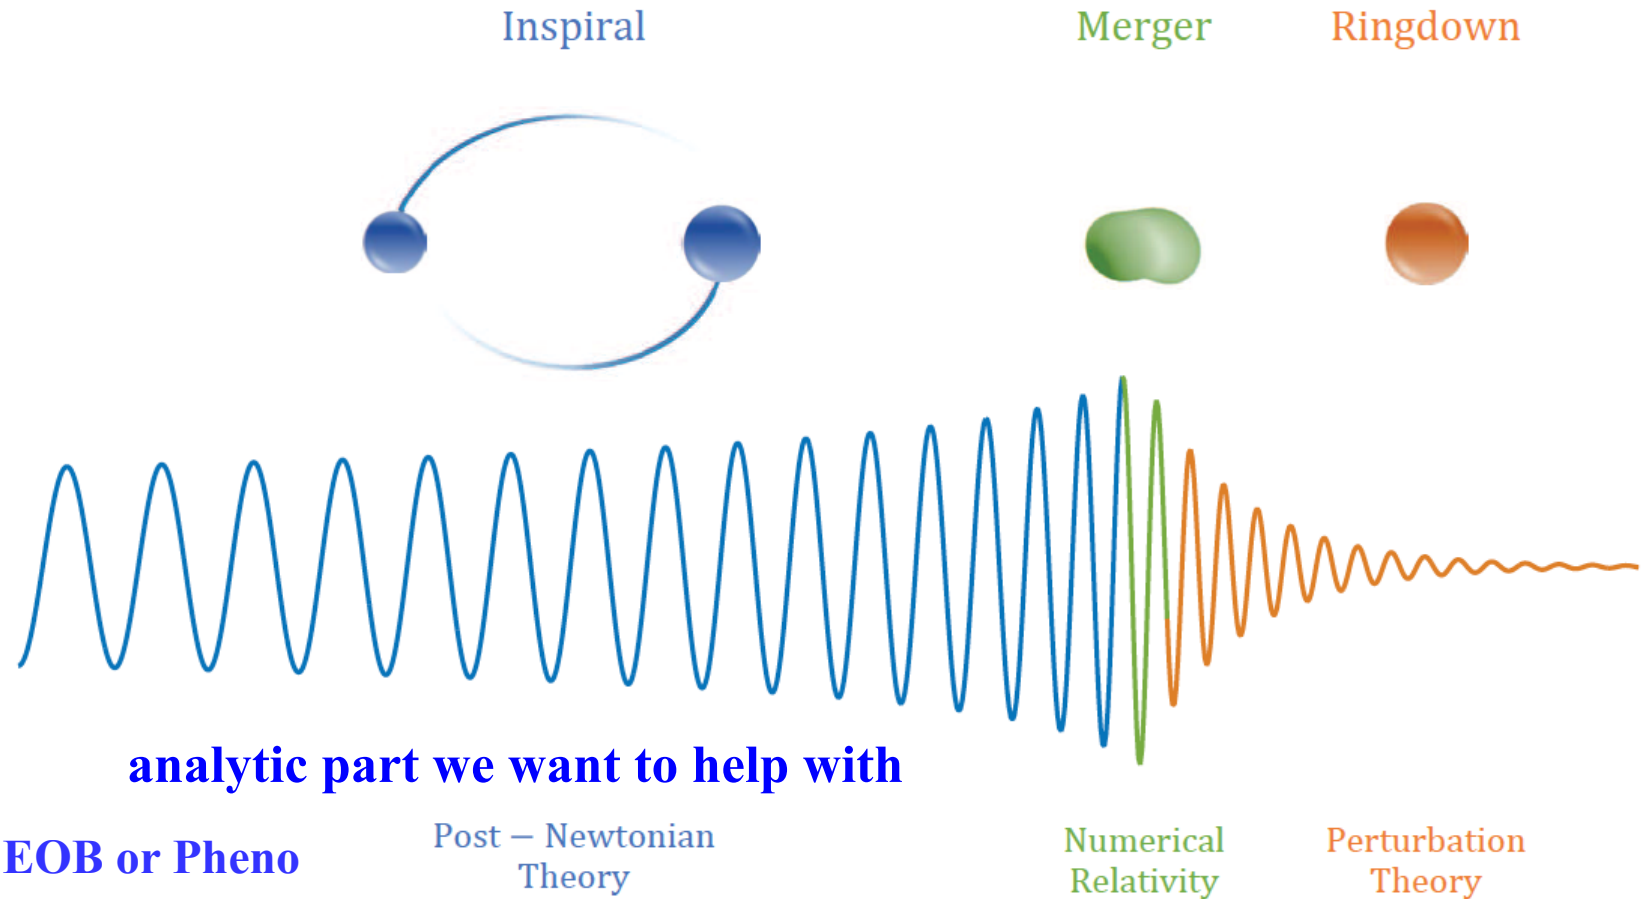 Inspiral
Merger
Ringdown
analytic part we want to help with
EOB or Pheno
Post − Newtonian
Theory
Numerical
Relativity
Perturbation
Theory